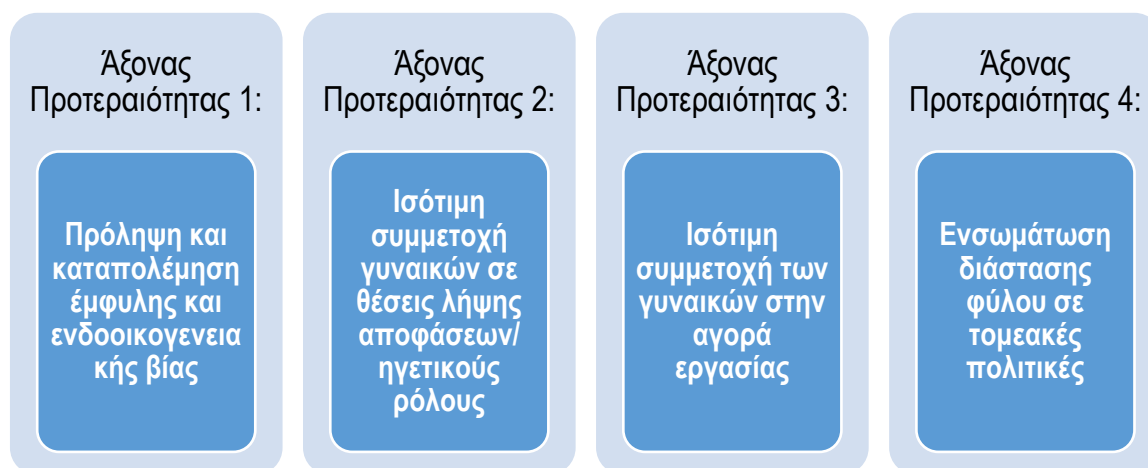 Άξονας
Προτεραιότητας 1:
Πρόληψη και
καταπολέμηση
έμφυλης και
ενδοοικογενεια
κής βίας
Άξονας
Προτεραιότητας 2:
Ισότιμη
συμμετοχή
γυναικών σε
θέσεις λήψης
αποφάσεων/
ηγετικούς
ρόλους
Άξονας
Προτεραιότητας 3:
Ισότιμη
συμμετοχή των
γυναικών στην
αγορά
εργασίας
Άξονας
Προτεραιότητας 4:
Ενσωμάτωση
διάστασης
φύλου σε
τομεακές
πολιτικές